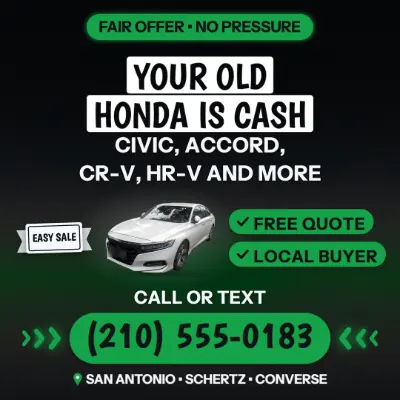 FAIR OFFER • NO PRESSURE
YOUR OLD
HONDA IS CASH
CIVIC, ACCORD,
CR-V, HR-V AND MORE
EASY SALE
FREE QUOTE
LOCAL BUYER
CALL OR TEXT
(210) 555-0183
SAN ANTONIO • SCHERTZ • CONVERSE